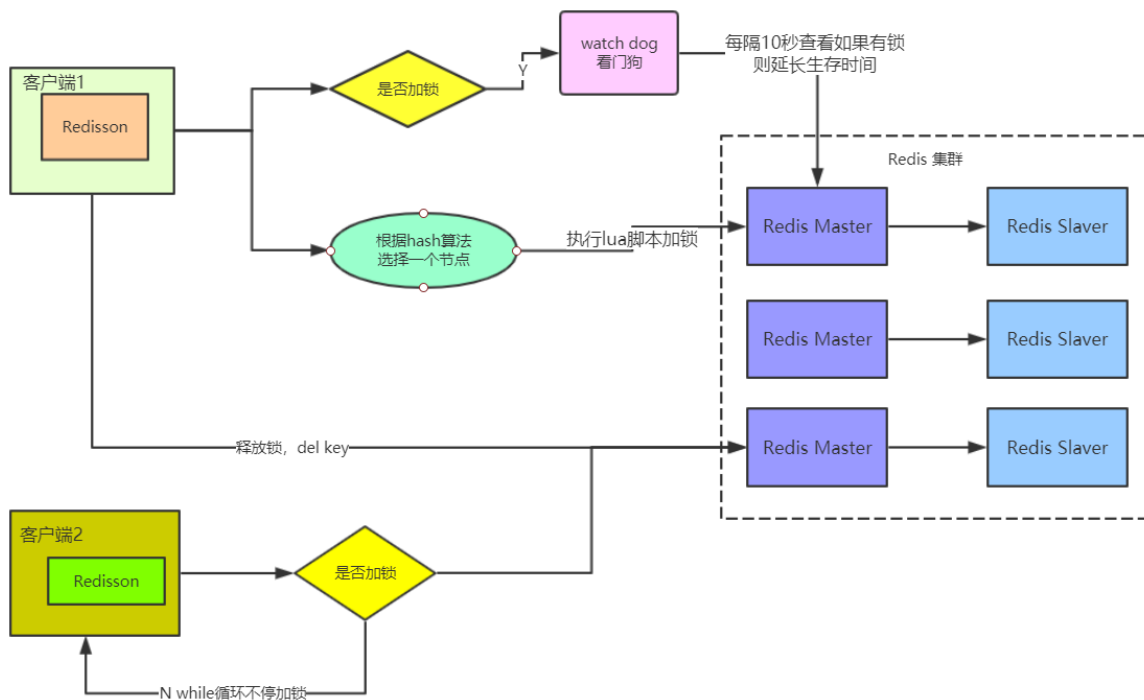 客户端1
Redisson
是否加锁
Y
watch dog
看门狗
每隔10秒查看如果有锁
则延长生存时间
Redis 集群
根据hash算法
选择一个节点
执行lua脚本加锁
Redis Master
Redis Slaver
Redis Master
Redis Slaver
Redis Master
Redis Slaver
释放锁，del key
客户端2
Redisson
是否加锁
N while循环不停加锁